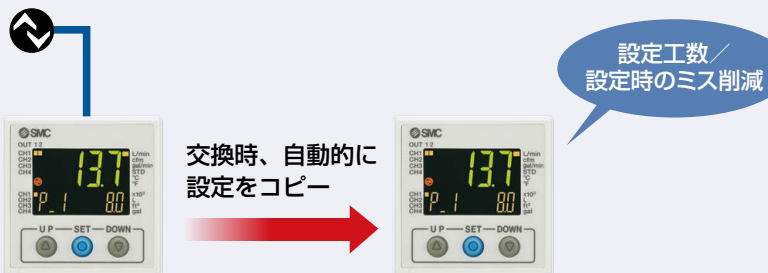 設定工数／
設定時のミス削減
交換時、自動的に
設定をコピー
SMC
OUT 1 2
CH1
CH2
CH3
CH4
13.7
L/min
cfm
gal/min
STD
°C
°F
CH1
CH2
CH3
CH4
P_1
8.0
x10³
L
ft³
gal
UP SET DOWN
SMC
OUT 1 2
CH1
CH2
CH3
CH4
13.7
L/min
cfm
gal/min
STD
°C
°F
CH1
CH2
CH3
CH4
P_1
8.0
x10³
L
ft³
gal
UP SET DOWN